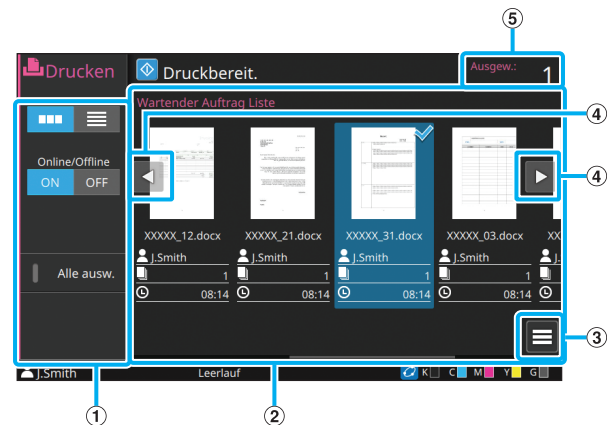 5
Drucken
Druckbereit.
Ausgew.:
1
Wartender Auftrag Liste
4
Online/Offline
ON OFF
4
XXXXX_12.docx XXXXX_21.docx XXXXX_31.docx XXXXX_03.docx XX
J.Smith J.Smith J.Smith J.Smith J.
1 1 1 1
08:14 08:14 08:14 08:14
Alle ausw.
3
J.Smith Leerlauf K C M Y G
1 2